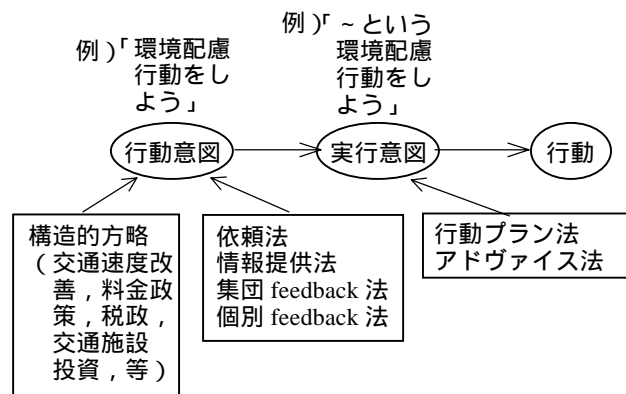 例)「環境配慮
行動をし
よう」
例)「~という
環境配慮
行動をし
よう」
行動意図
実行意図
行動
構造的方略
(交通速度改
善,料金政
策,税政,
交通施設
投資,等)
依頼法
情報提供法
集団 feedback 法
個別 feedback 法
行動プラン法
アドヴァイス法